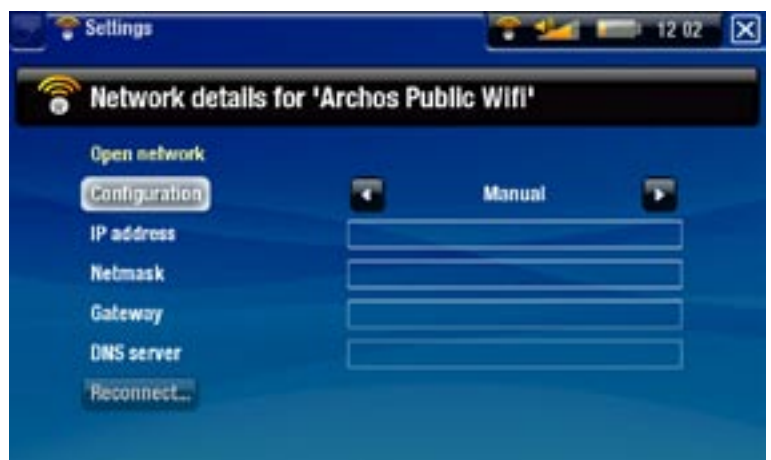 Settings 12 02
Network details for 'Archos Public Wifi'
Open network
Configuration Manual
IP address
Netmask
Gateway
DNS server
Reconnect...